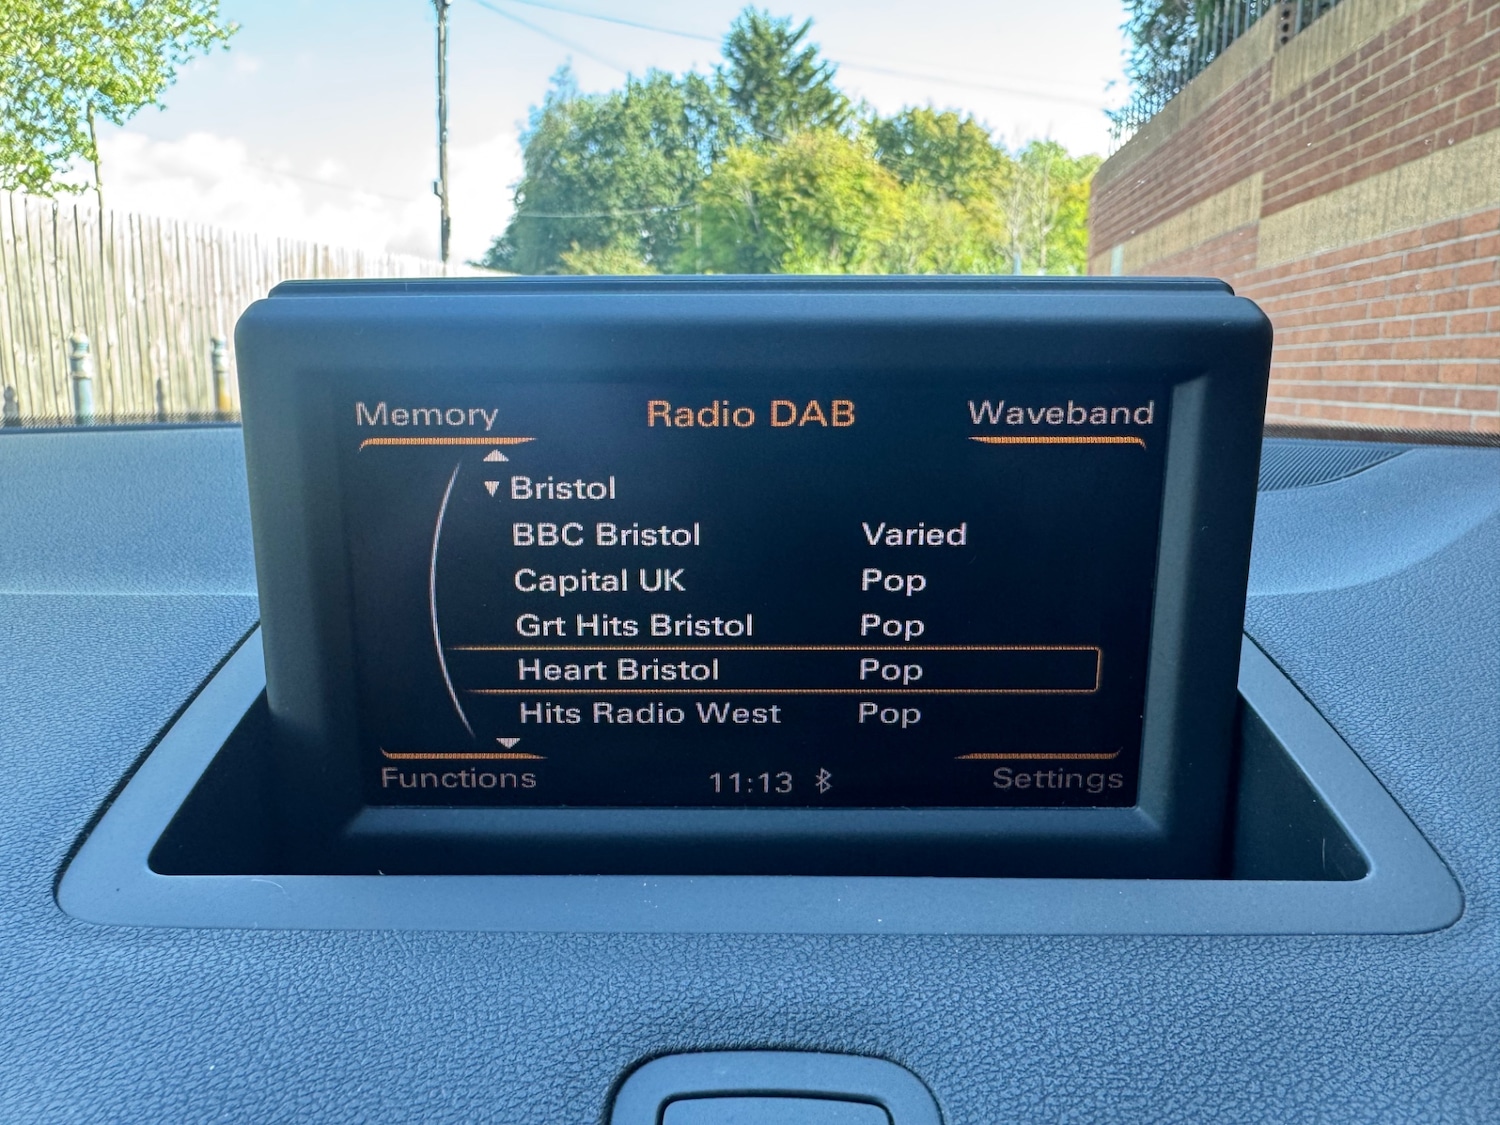 Memory Radio DAB Waveband
Bristol
BBC Bristol Varied
Capital UK Pop
Grt Hits Bristol Pop
Heart Bristol Pop
Hits Radio West Pop
Functions 11:13 Settings